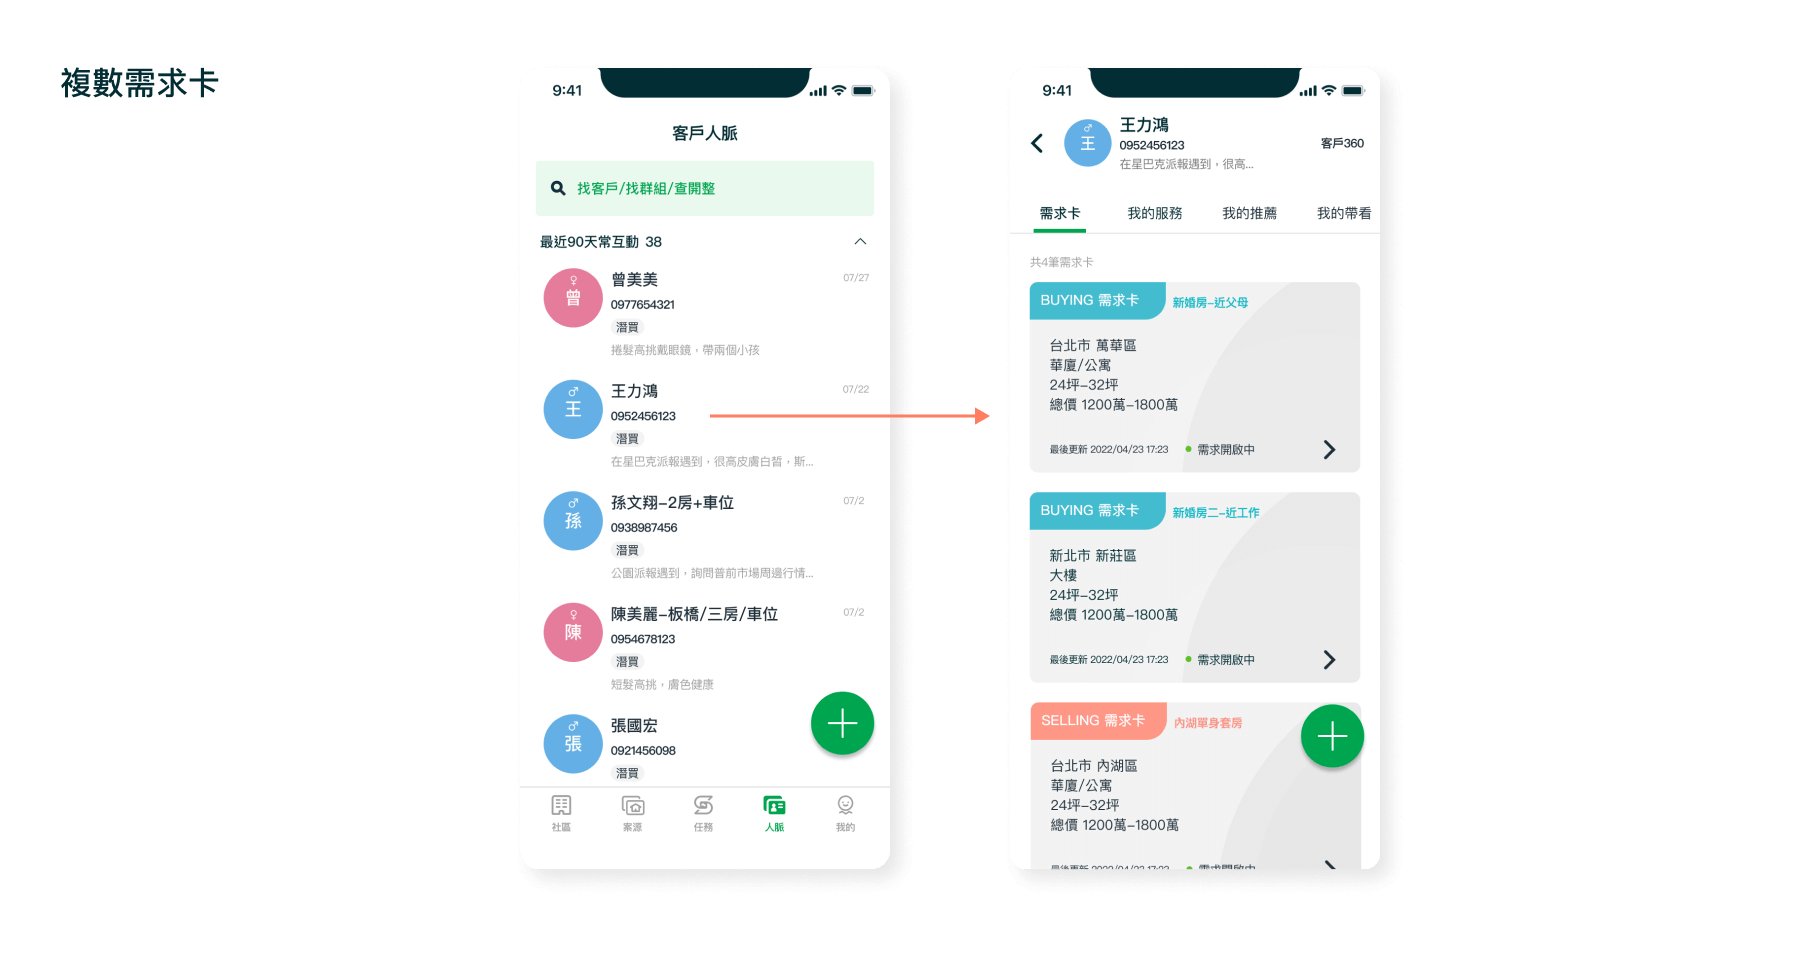 複數需求卡
9:41
客戶人脈
找客戶/找群組/查開整
最近90天常互動 38
♀
曾
曾美美
07/27
0977654321
潛買
捲髮高挑戴眼鏡，帶兩個小孩
♂
王
王力鴻
07/22
0952456123
潛買
在星巴克派報遇到，很高皮膚白皙，斯...
♂
孫
孫文翔-2房+車位
07/2
0938987456
潛買
公園派報遇到，詢問普前市場周邊行情...
♀
陳
陳美麗-板橋/三房/車位
07/2
0954678123
潛買
短髮高挑，膚色健康
♂
張
張國宏
0921456098
潛買
社區
案源
任務
人脈
我的
9:41
♂
王
王力鴻
0952456123
在星巴克派報遇到，很高...
客戶360
需求卡
我的服務
我的推薦
我的帶看
共4筆需求卡
BUYING 需求卡
新婚房-近父母
台北市 萬華區
華廈/公寓
24坪-32坪
總價 1200萬-1800萬
最後更新 2022/04/23 17:23
需求開啟中
BUYING 需求卡
新婚房二-近工作
新北市 新莊區
大樓
24坪-32坪
總價 1200萬-1800萬
最後更新 2022/04/23 17:23
需求開啟中
SELLING 需求卡
內湖單身套房
台北市 內湖區
華廈/公寓
24坪-32坪
總價 1200萬-1800萬
最後更新 2022/04/23 17:23
需求開啟中